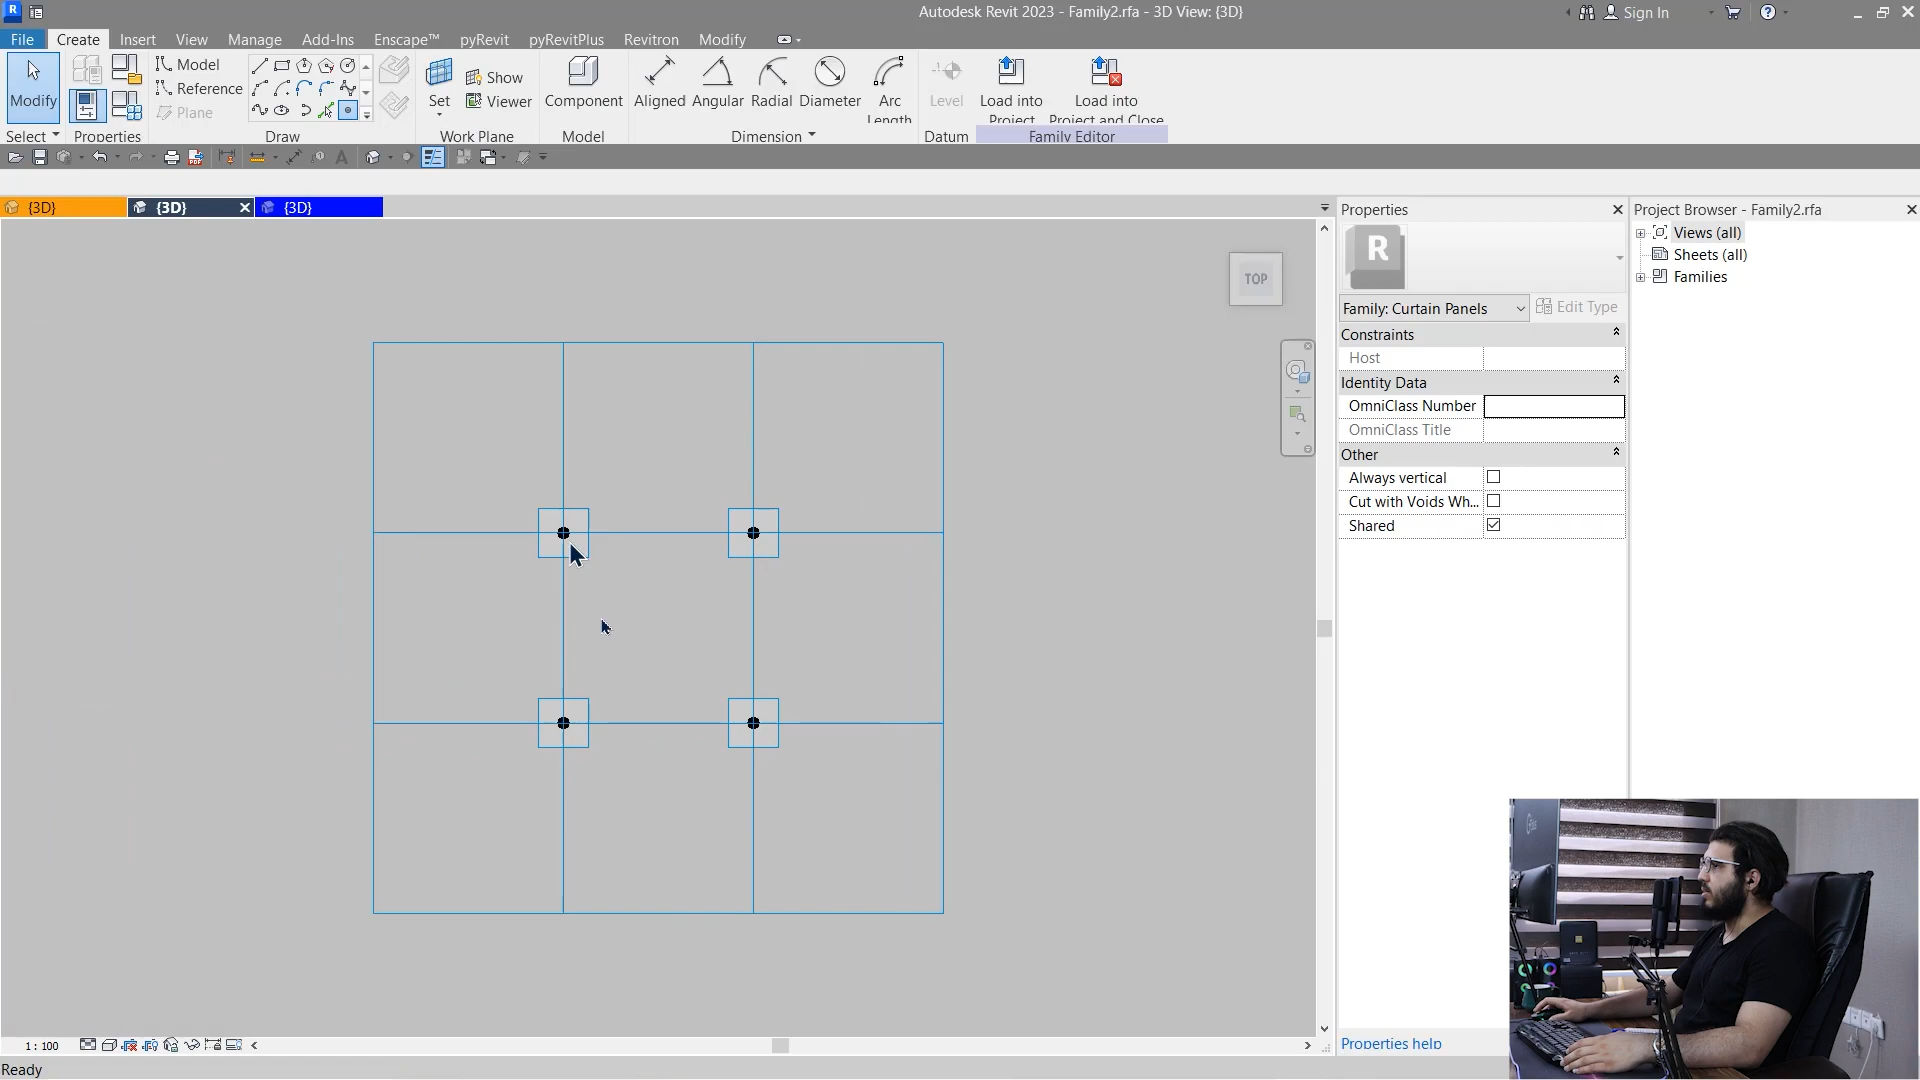 Autodesk Revit 2023 - Family2.rfa - 3D View: {3D}
Sign In
File
Create
Insert
View
Manage
Add-Ins
Enscape™
pyRevit
pyRevitPlus
Revitron
Modify
Modify
Select
Properties
Model
Reference
Plane
Draw
Set
Show
Viewer
Work Plane
Component
Model
Aligned
Angular
Radial
Diameter
Arc
Length
Dimension
Level
Datum
Load into
Project
Load into
Project and Close
Family Editor
{3D}
{3D}
{3D}
TOP
Properties
R
Family: Curtain Panels
Edit Type
Constraints
Host
Identity Data
OmniClass Number
OmniClass Title
Other
Always vertical
Cut with Voids Wh...
Shared
Properties help
Project Browser - Family2.rfa
Views (all)
Sheets (all)
Families
1 : 100
Ready